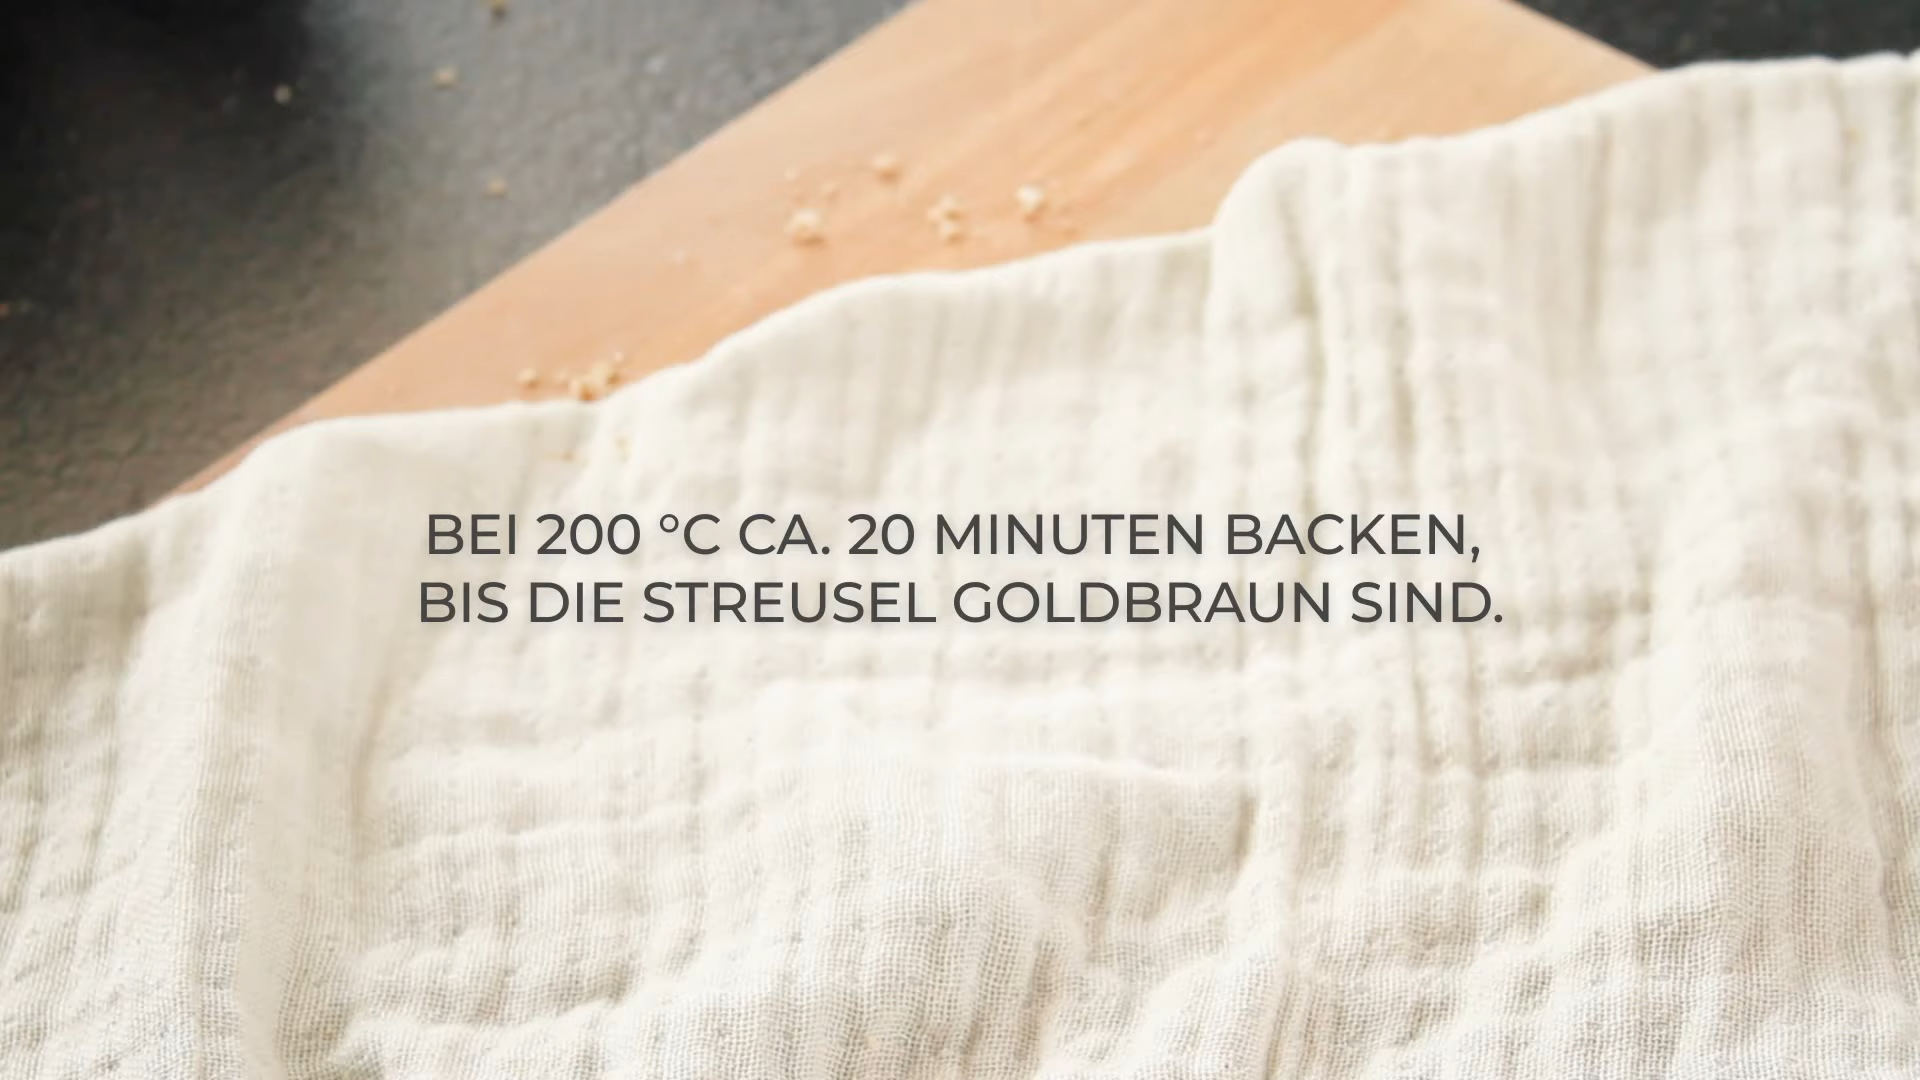 BEI 200 °C CA. 20 MINUTEN BACKEN,
BIS DIE STREUSEL GOLDBRAUN SIND.